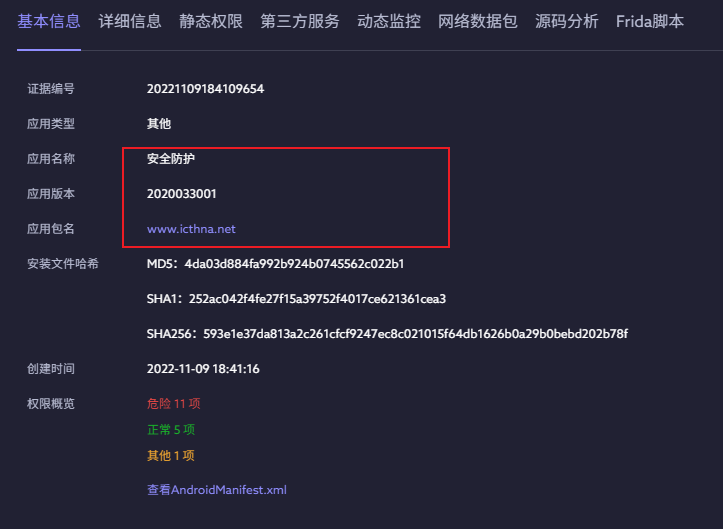 基本信息 详细信息 静态权限 第三方服务 动态监控 网络数据包 源码分析 Frida脚本
证据编号 20221109184109654
应用类型 其他
应用名称 安全防护
应用版本 2020033001
应用包名 www.icthna.net
安装文件哈希 MD5：4da03d884fa992b924b0745562c022b1
SHA1：252ac042f4fe27f15a39752f4017ce621361cea3
SHA256：593e1e37da813a2c261cfcf9247ec8c021015f64db1626b0a29b0bebd202b78f
创建时间 2022-11-09 18:41:16
权限概览 危险 11 项
正常 5 项
其他 1 项
查看AndroidManifest.xml